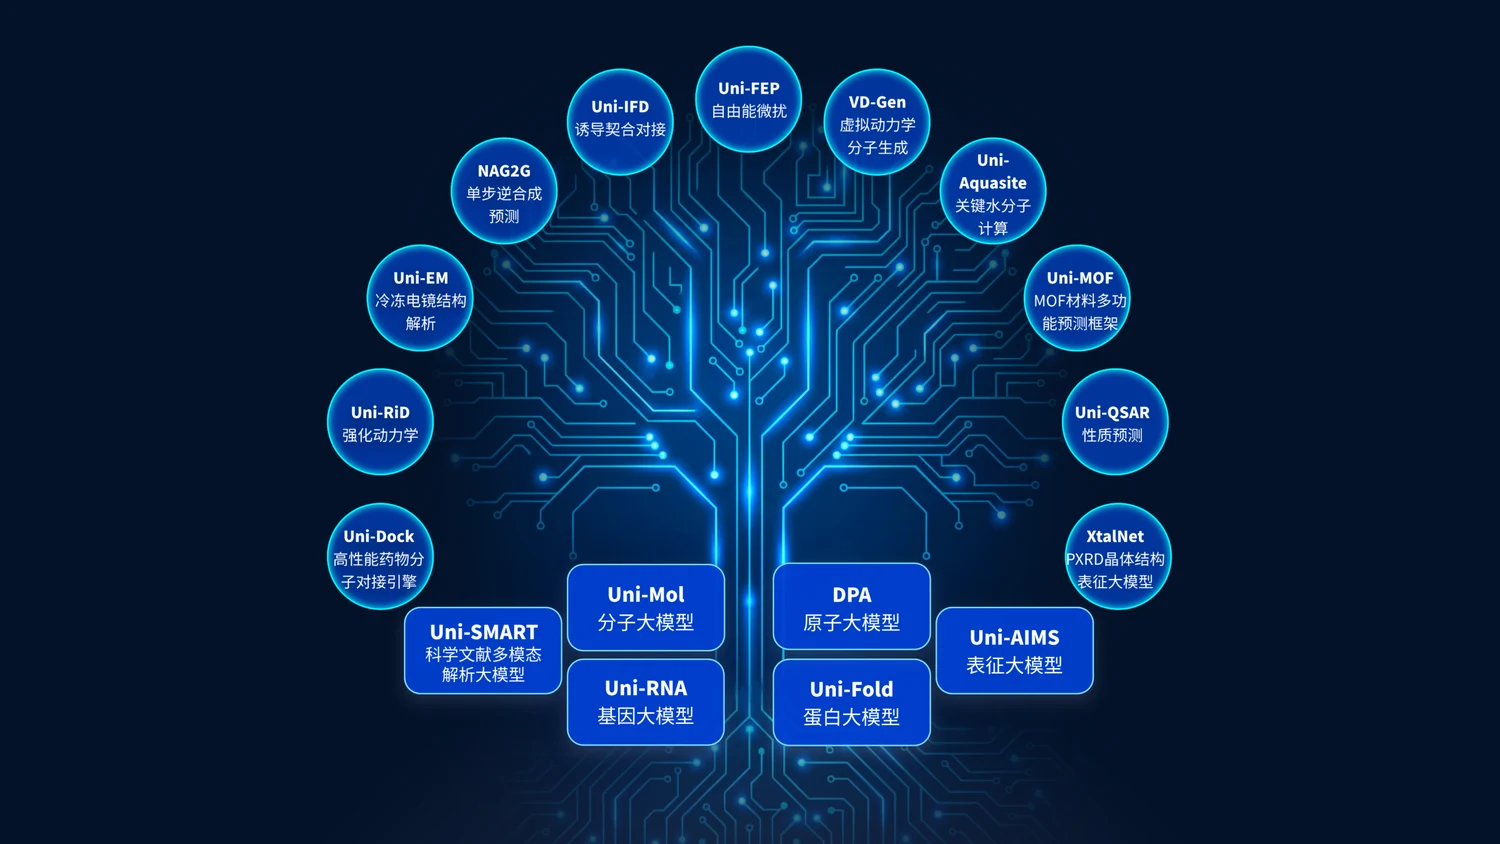 Uni-FEP
自由能微扰
Uni-IFD
诱导契合对接
VD-Gen
虚拟动力学
分子生成
NAG2G
单步逆合成
预测
Uni-
Aquasite
关键水分子
计算
Uni-EM
冷冻电镜结构
解析
Uni-MOF
MOF材料多功
能预测框架
Uni-RiD
强化动力学
Uni-QSAR
性质预测
Uni-Dock
高性能药物分
子对接引擎
XtalNet
PXRD晶体结构
表征大模型
Uni-Mol
分子大模型
DPA
原子大模型
Uni-SMART
科学文献多模态
解析大模型
Uni-AIMS
表征大模型
Uni-RNA
基因大模型
Uni-Fold
蛋白大模型